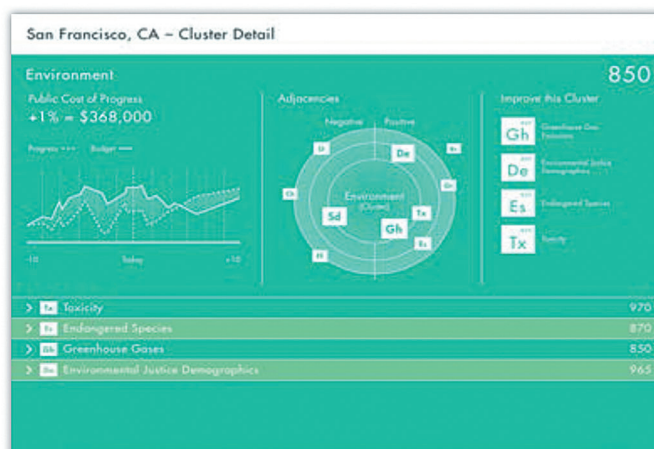 San Francisco, CA – Cluster Detail
Environment
850
Public Cost of Progress
+1% = $368,000
Progress
Budget
-10
Today
+10
Adjacencies
Negative
Positive
De
Environment
(Cluster)
Sd
Tx
Gh
Es
Improve this Cluster
Gh
Greenhouse Gas
Emissions
De
Environmental Justice
Demographics
Es
Endangered Species
Tx
Toxicity
Tx Toxicity 970
Es Endangered Species 870
Gh Greenhouse Gases 850
De Environmental Justice Demographics 965